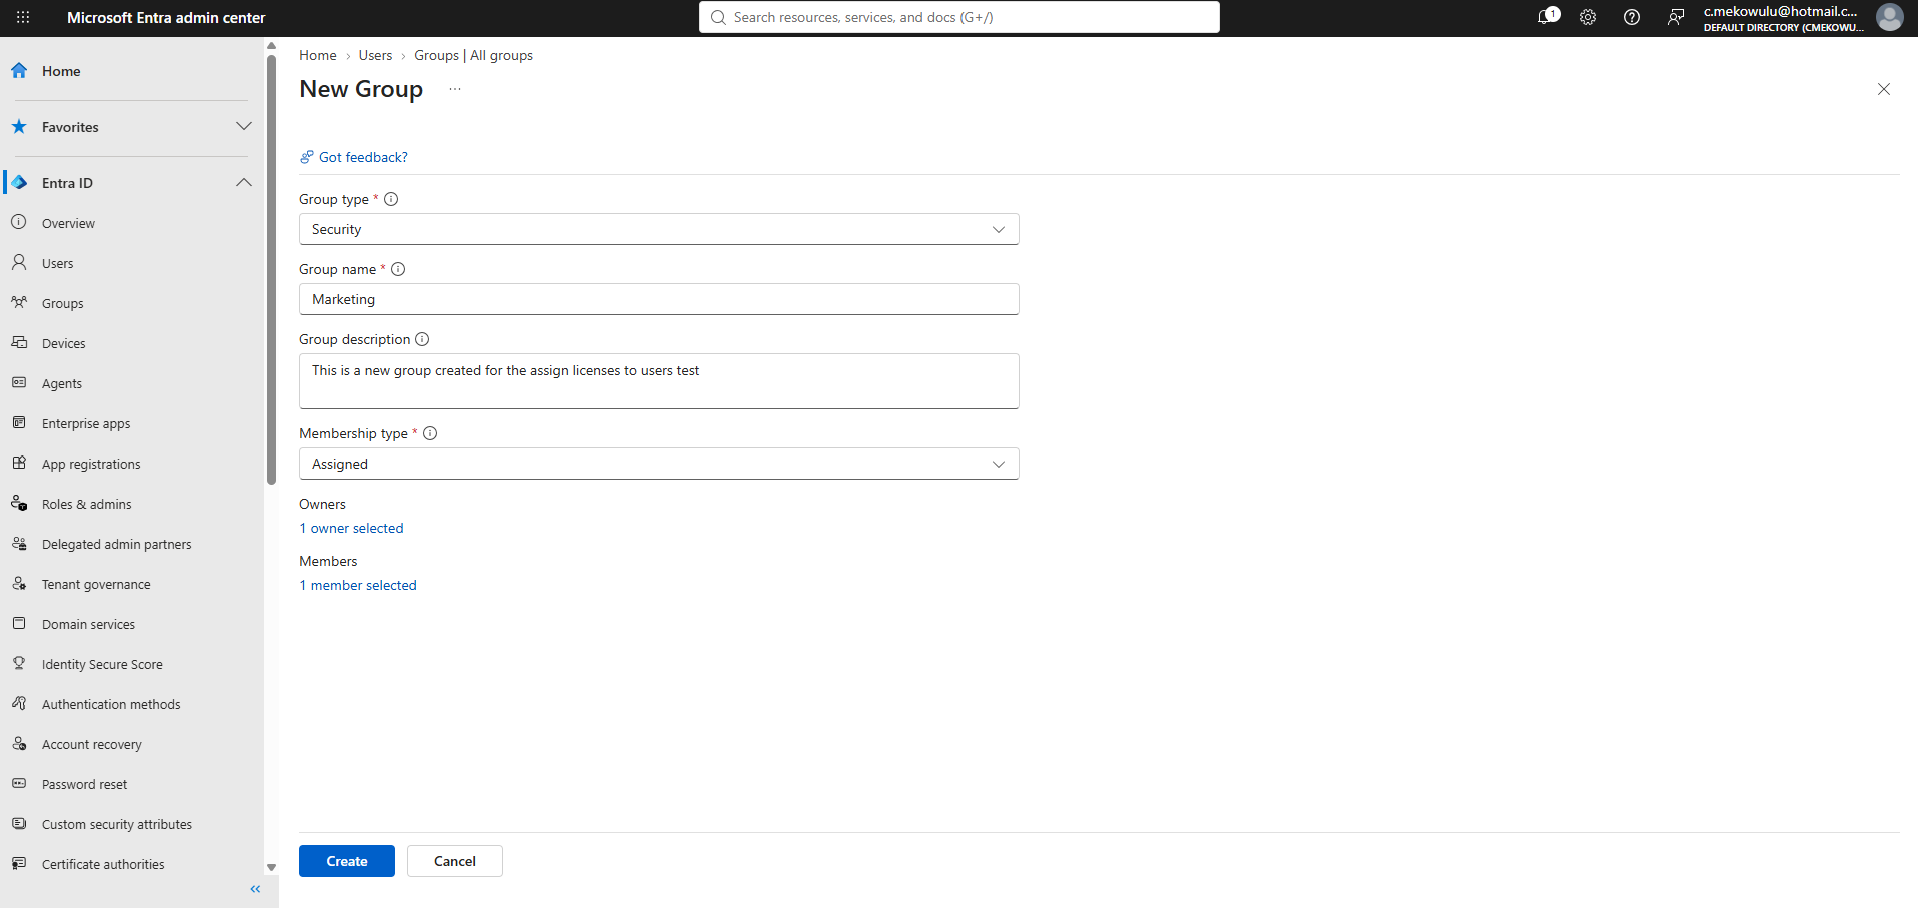 Microsoft Entra admin center
Search resources, services, and docs (G+/)
1
c.mekowulu@hotmail.c...
DEFAULT DIRECTORY (CMEKOWU...
Home
Favorites
Entra ID
Overview
Users
Groups
Devices
Agents
Enterprise apps
App registrations
Roles & admins
Delegated admin partners
Tenant governance
Domain services
Identity Secure Score
Authentication methods
Account recovery
Password reset
Custom security attributes
Certificate authorities
Home > Users > Groups | All groups
New Group ...
Got feedback?
Group type *
Security
Group name *
Marketing
Group description
This is a new group created for the assign licenses to users test
Membership type *
Assigned
Owners
1 owner selected
Members
1 member selected
Create
Cancel